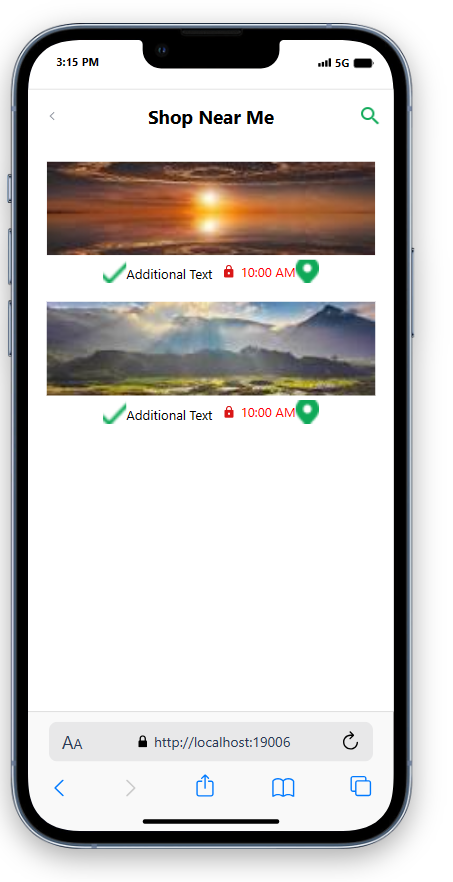 3:15 PM 5G
Shop Near Me
Additional Text 10:00 AM
Additional Text 10:00 AM
AA http://localhost:19006